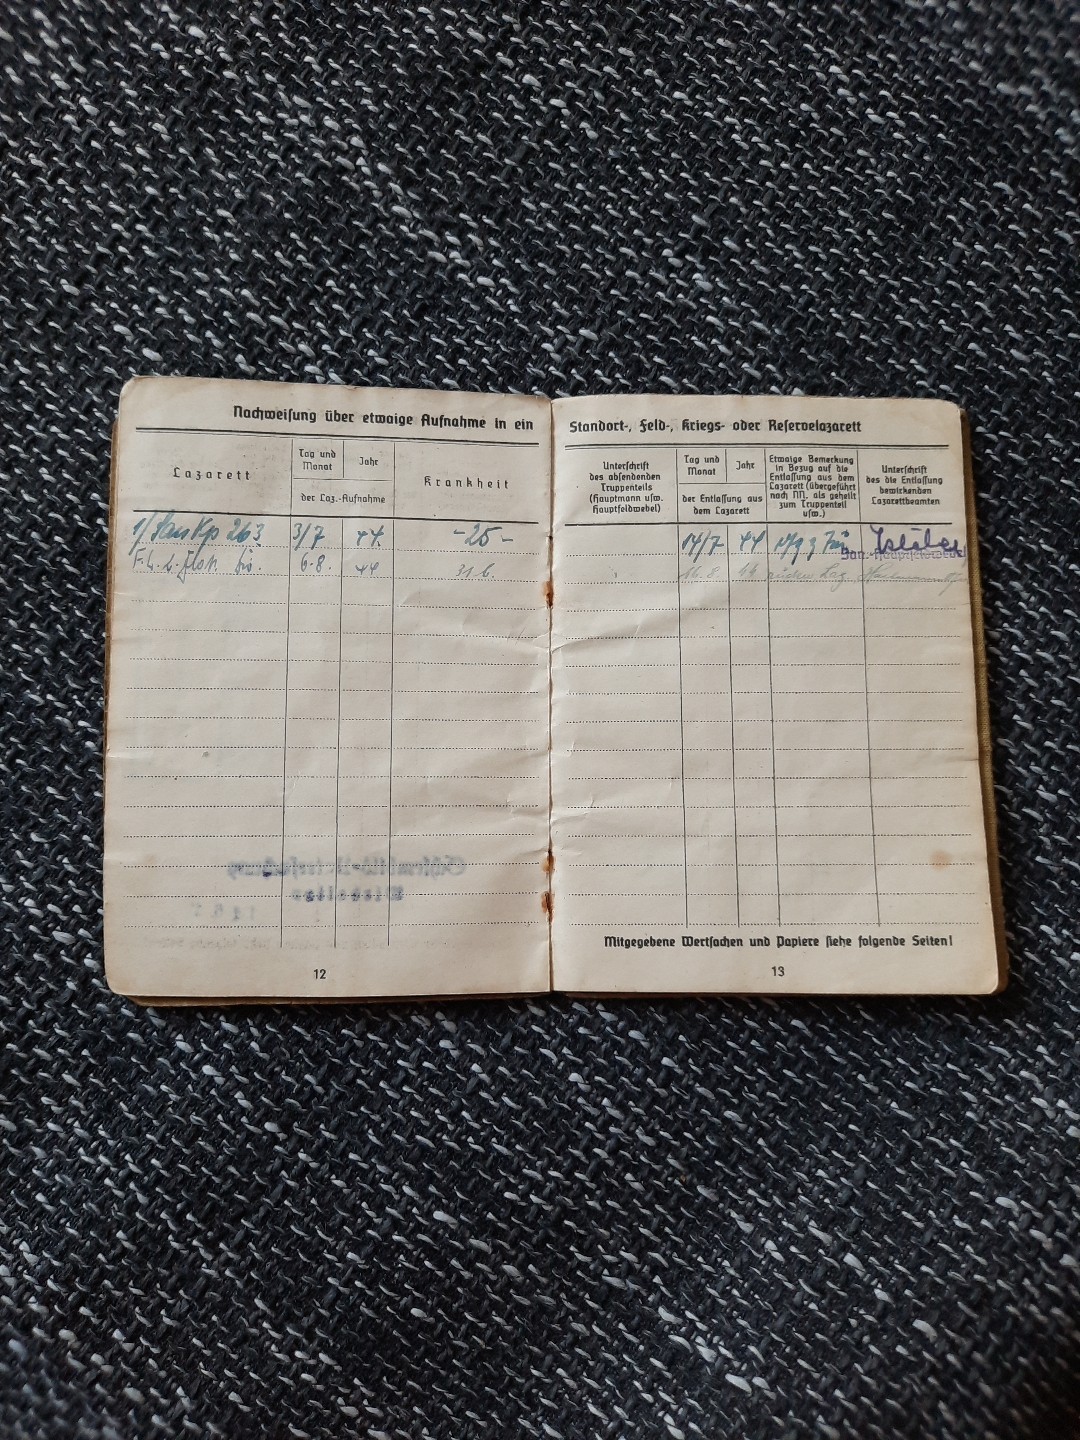 Nachweisung über etwaige Aufnahme in ein
Lazarett
Tag und Monat
Jahr
der Laz.-Aufnahme
Krankheit
1/San Kp 263.
3/7
44.
-25-
6.8.
44
31 b.
12
Standort-, Feld-, Kriegs- oder Reservelazarett
Unterschrift
des absendenden
Truppenteils
(Hauptmann usw.
Hauptfeldwebel)
Tag und Monat
Jahr
der Entlassung aus
dem Lazarett
Etwaige Bemerkung
in Bezug auf die
Entlassung aus dem
Lazarett (übergeführt
nach NN. als geheilt
zum Truppenteil
usw.)
Unterschrift
des die Entlassung
bewirkenden
Lazarettbeamten
14/7
44
San.-Hauptfeldwebel
16.8.
44
Laz.
Mitgegebene Wertsachen und Papiere siehe folgende Seiten!
13